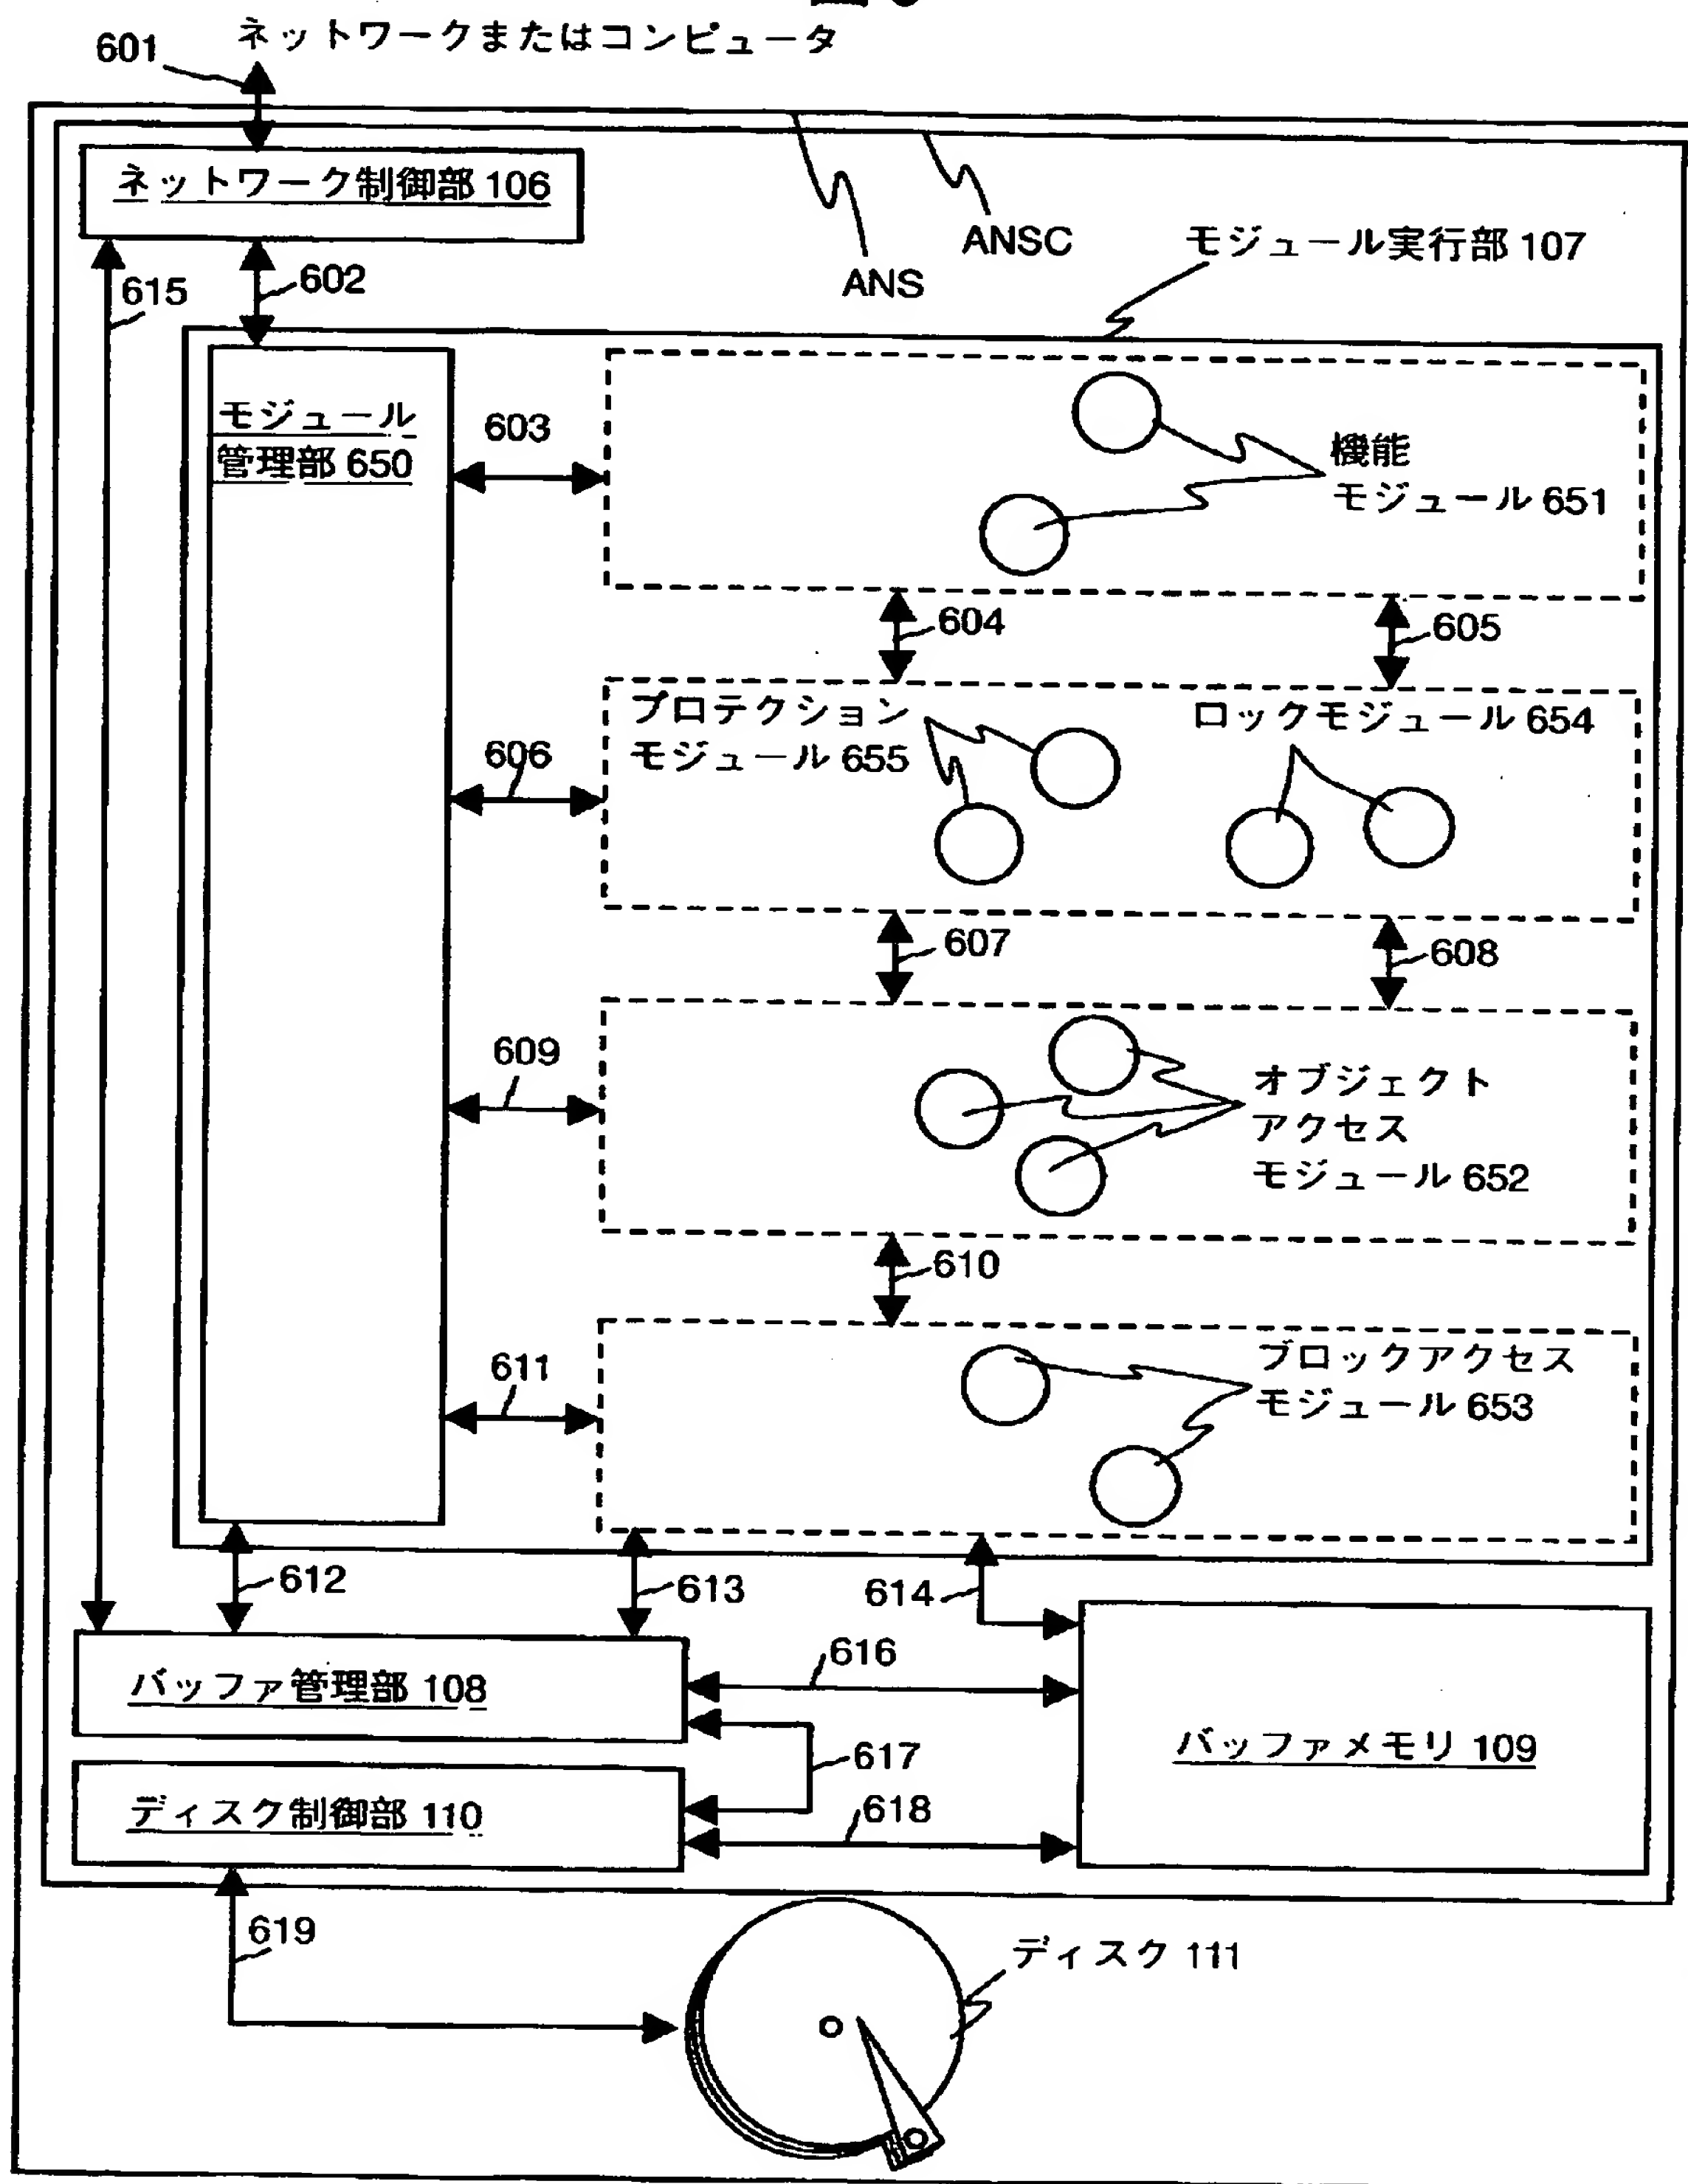 ネットワークまたはコンピュータ
601
ネットワーク制御部 106
ANS
ANSC
モジュール実行部 107
615
602
モジュール
管理部 650
603
機能
モジュール 651
604
605
プロテクション
モジュール 655
ロックモジュール 654
606
607
608
609
オブジェクト
アクセス
モジュール 652
610
611
ブロックアクセス
モジュール 653
612
613
614
バッファ管理部 108
616
617
バッファメモリ 109
ディスク制御部 110
618
619
ディスク 111